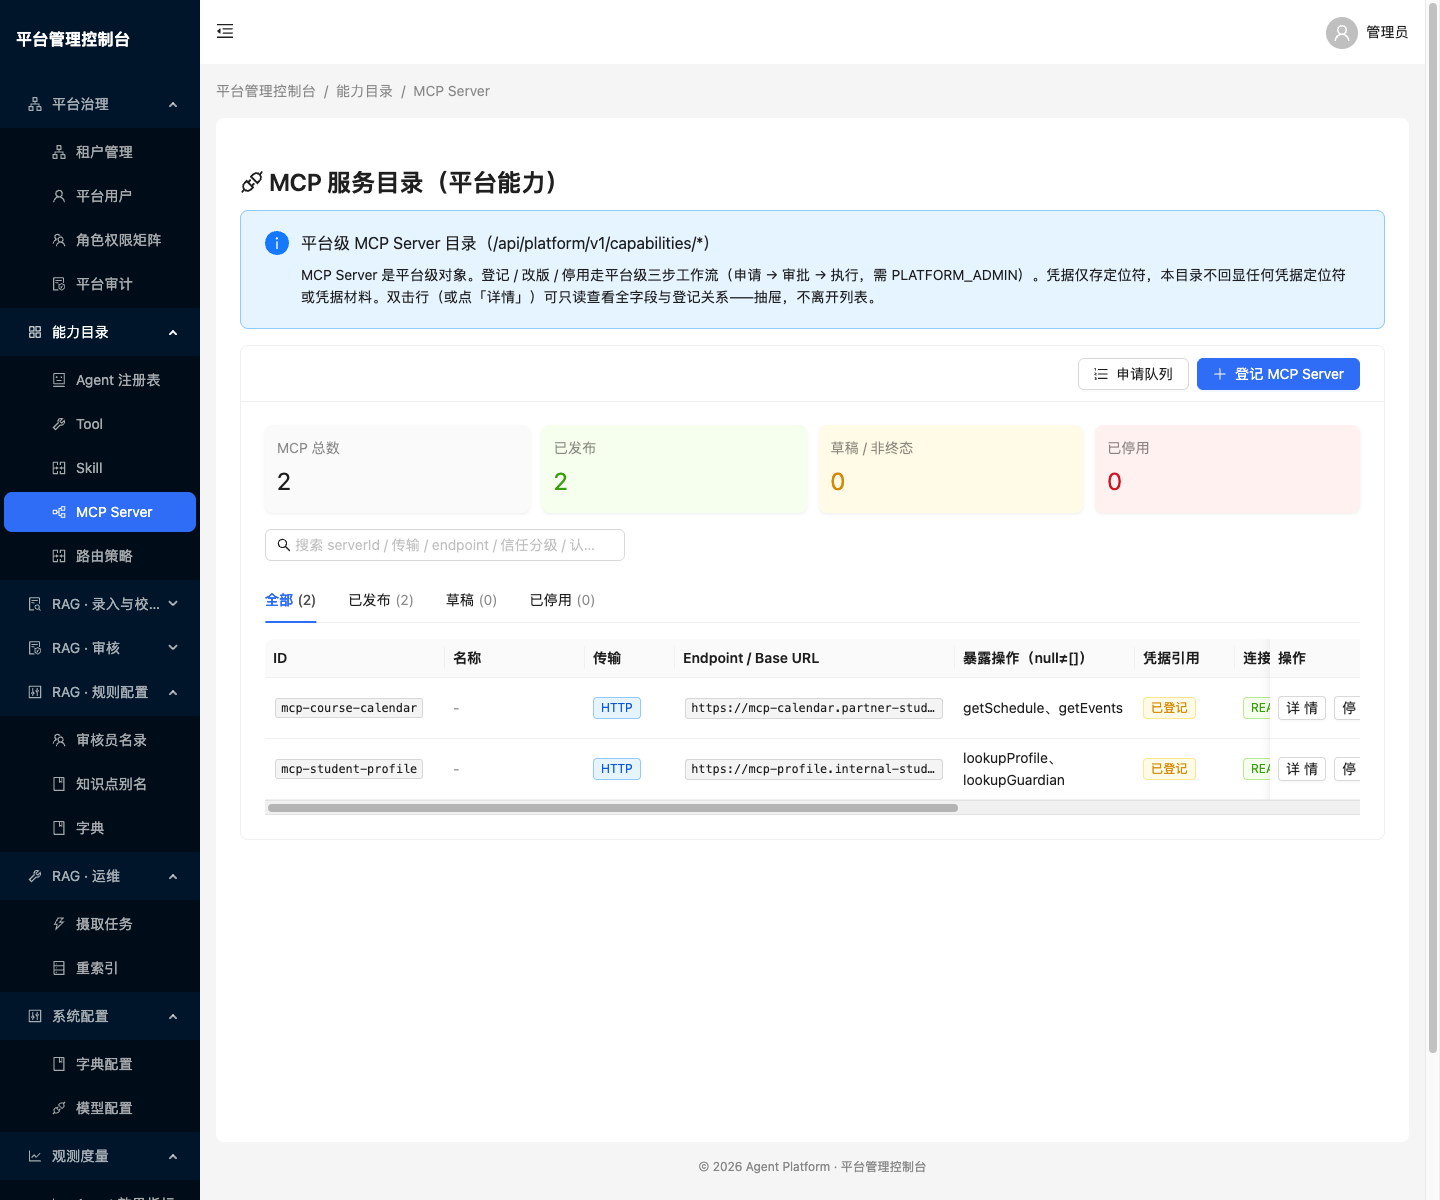 平台管理控制台
管理员
平台治理
租户管理
平台用户
角色权限矩阵
平台审计
能力目录
Agent 注册表
Tool
Skill
MCP Server
路由策略
RAG · 录入与校...
RAG · 审核
RAG · 规则配置
审核员名录
知识点别名
字典
RAG · 运维
摄取任务
重索引
系统配置
字典配置
模型配置
观测度量
平台管理控制台 / 能力目录 / MCP Server
MCP 服务目录（平台能力）
平台级 MCP Server 目录（/api/platform/v1/capabilities/*）
MCP Server 是平台级对象。登记 / 改版 / 停用走平台级三步工作流（申请 → 审批 → 执行，需 PLATFORM_ADMIN）。凭据仅存定位符，本目录不回显任何凭据定位符
或凭据材料。双击行（或点「详情」）可只读查看全字段与登记关系——抽屉，不离开列表。
申请队列
登记 MCP Server
MCP 总数
2
已发布
2
草稿 / 非终态
0
已停用
0
搜索 serverId / 传输 / endpoint / 信任分级 / 认...
全部 (2) 已发布 (2) 草稿 (0) 已停用 (0)
ID 名称 传输 Endpoint / Base URL 暴露操作（null≠[]） 凭据引用 连接 操作
mcp-course-calendar - HTTP https://mcp-calendar.partner-stud… getSchedule、getEvents 已登记 REA 详 情 停
mcp-student-profile - HTTP https://mcp-profile.internal-stud… lookupProfile、 已登记 REA 详 情 停
lookupGuardian
© 2026 Agent Platform · 平台管理控制台